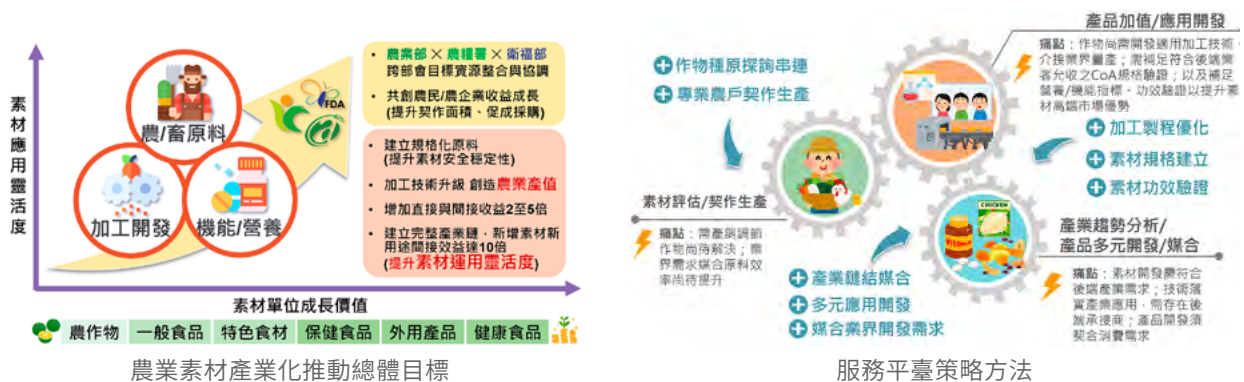 素材應用靈活度
農/畜原料
加工開發
機能/營養
FDA
• 農業部 × 農糧署 × 衛福部
跨部會目標資源整合與協調
• 共創農民/農企業收益成長
(提升契作面積、促成採購)
• 建立規格化原料
(提升素材安全穩定性)
• 加工技術升級 創造農業產值
• 增加直接與間接收益2至5倍
• 建立完整產業鏈，新增素材新
用途間接效益達10倍
(提升素材運用靈活度)
素材單位成長價值
農作物
一般食品
特色食材
保健食品
外用產品
健康食品
農業素材產業化推動總體目標
作物種原探詢串連
專業農戶契作生產
素材評估/契作生產
痛點：需產銷調節
作物尚待解決；業
界需求媒合原料效
率尚待提升
產品加值/應用開發
痛點：作物尚需開發適用加工技術，
介接業界量產；需補足符合後端業
者允收之CoA規格驗證；以及補足
營養/機能指標、功效驗證以提升素
材高端市場優勢
加工製程優化
素材規格建立
素材功效驗證
CHICKEN
產業趨勢分析/
產品多元開發/媒合
痛點：素材開發需符合
後端產業需求；技術落
實產業應用，需存在後
端承接商；產品開發須
契合消費需求
產業鏈結媒合
多元應用開發
媒合業界開發需求
服務平臺策略方法